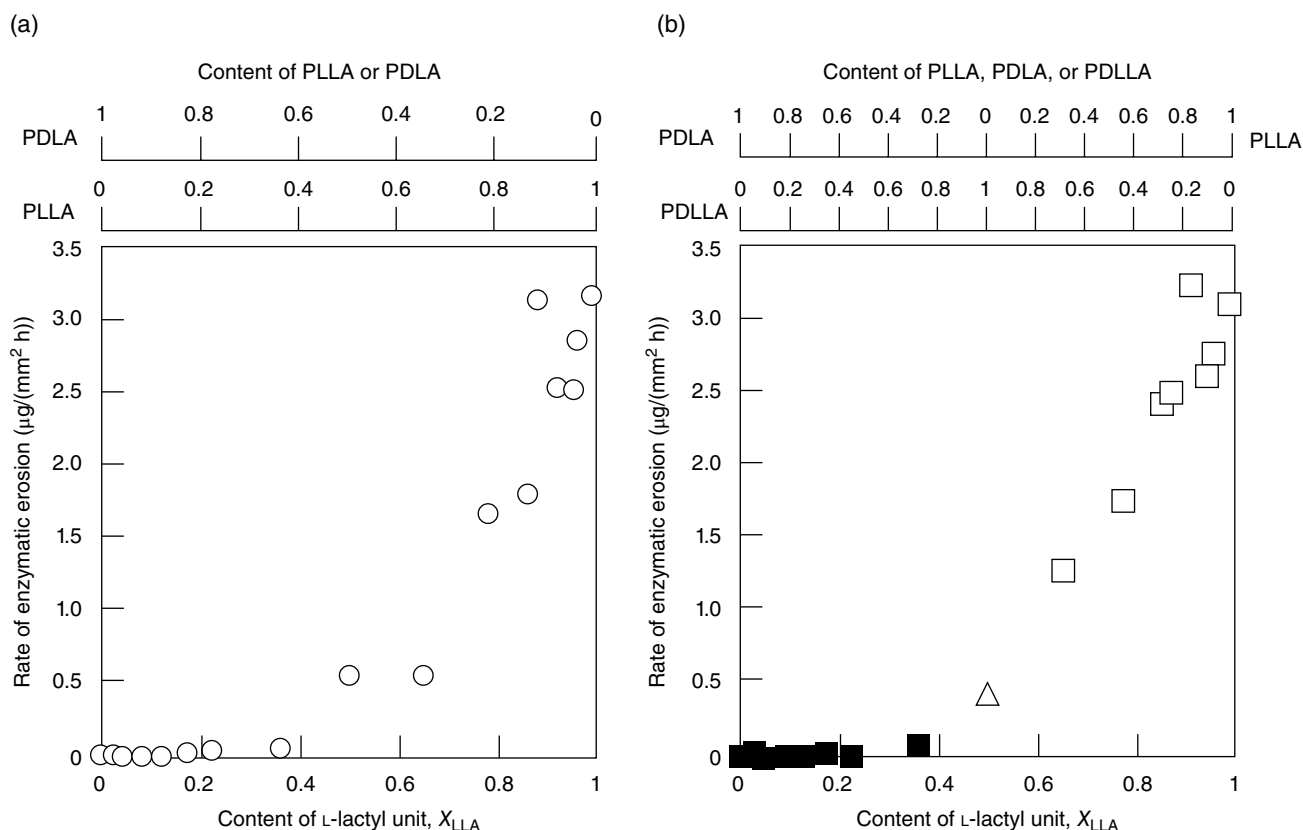 (a)
Content of PLLA or PDLA
1 0.8 0.6 0.4 0.2 0
PDLA
0 0.2 0.4 0.6 0.8 1
PLLA
3.5
3.0
2.5
2.0
1.5
1.0
0.5
0
Rate of enzymatic erosion (μg/(mm² h))
0 0.2 0.4 0.6 0.8 1
Content of L-lactyl unit, XLLA
(b)
Content of PLLA, PDLA, or PDLLA
1 0.8 0.6 0.4 0.2 0 0.2 0.4 0.6 0.8 1
PDLA PLLA
0 0.2 0.4 0.6 0.8 1 0.8 0.6 0.4 0.2 0
PDLLA
3.5
3.0
2.5
2.0
1.5
1.0
0.5
0
Rate of enzymatic erosion (μg/(mm² h))
0 0.2 0.4 0.6 0.8 1
Content of L-lactyl unit, XLLA